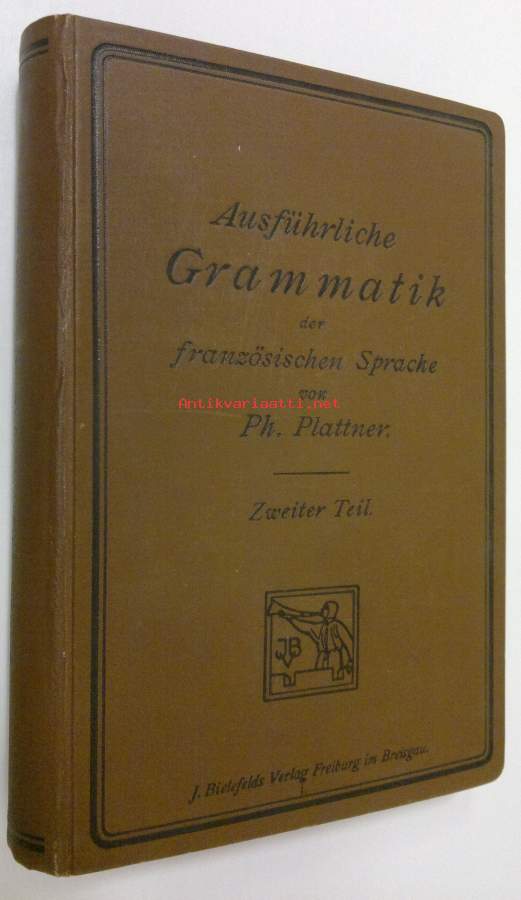 Ausführliche
Grammatik
der
französischen Sprache
von
Antikvariaatti.net
Ph. Plattner.
Zweiter Teil.
JB
J. Bielefelds Verlag Freiburg im Breisgau.